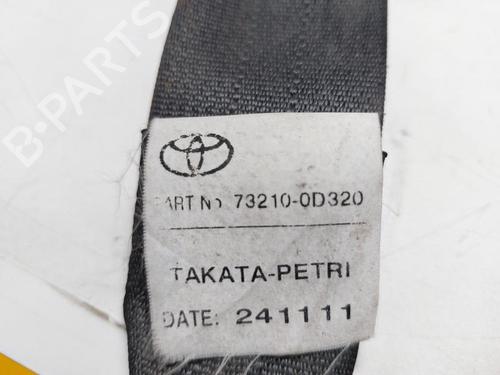 B-PARTS
PART No. 73210-0D320
TAKATA-PETRI
DATE: 241111